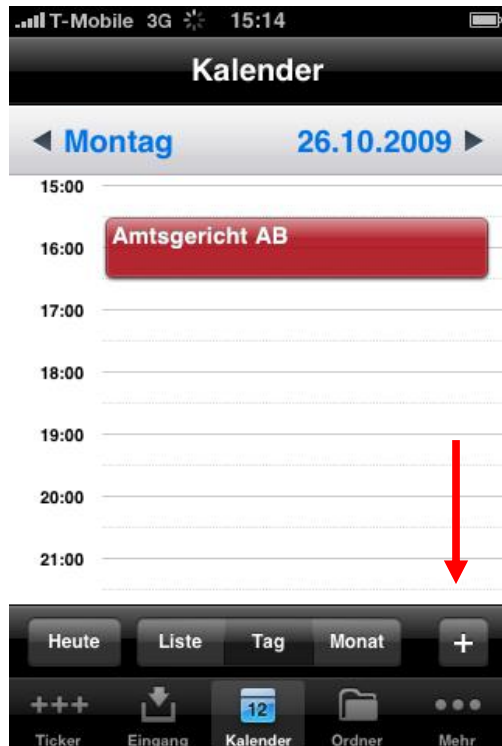 T-Mobile 3G 15:14
Kalender
Montag 26.10.2009
15:00
Amtsgericht AB
16:00
17:00
18:00
19:00
20:00
21:00
Heute Liste Tag Monat +
+++ 12
Ticker Eingang Kalender Ordner Mehr